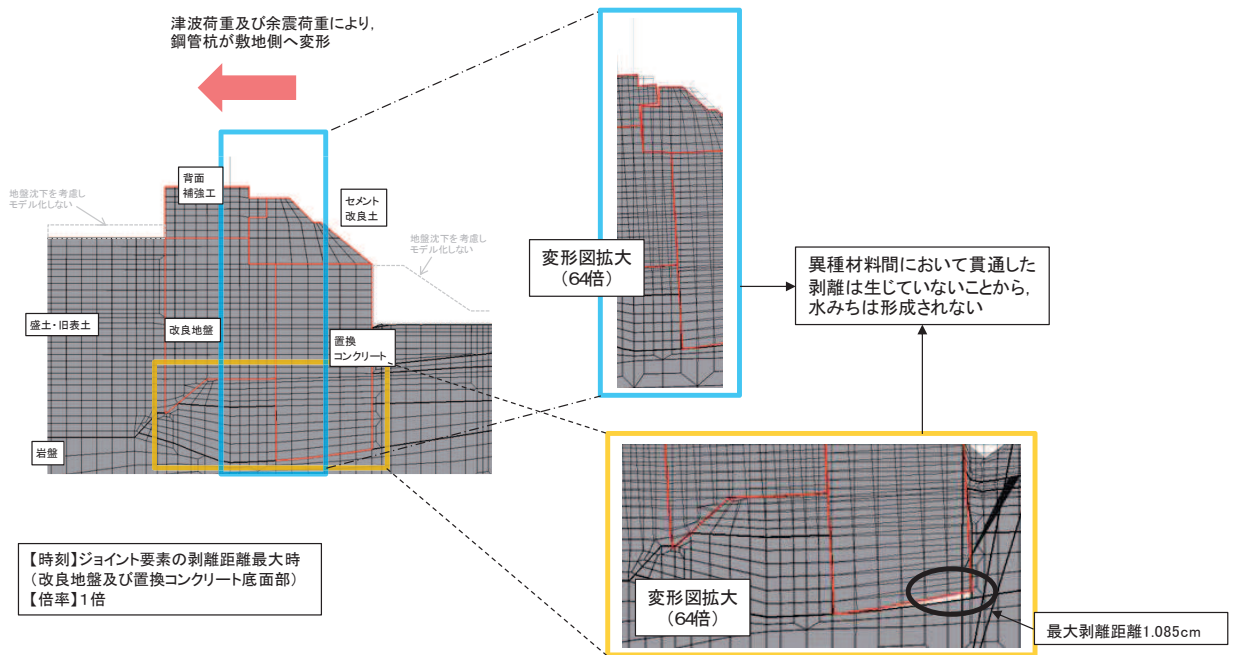 津波荷重及び余震荷重により，
鋼管杭が敷地側へ変形
地盤沈下を考慮し
モデル化しない
背面
補強工
セメント
改良土
地盤沈下を考慮し
モデル化しない
盛土・旧表土
改良地盤
置換
コンクリート
岩盤
変形図拡大
（64倍）
異種材料間において貫通した
剥離は生じていないことから，
水みちは形成されない
【時刻】ジョイント要素の剥離距離最大時
（改良地盤及び置換コンクリート底面部）
【倍率】1倍
変形図拡大
（64倍）
最大剥離距離1.085cm